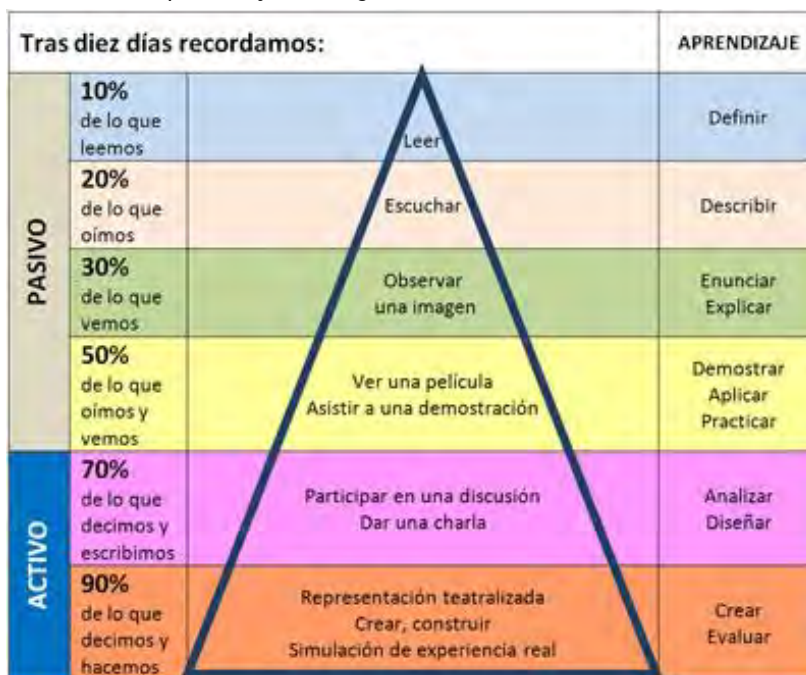 Tras diez días recordamos:
APRENDIZAJE
PASIVO
10%
de lo que
leemos
Leer
Definir
20%
de lo que
oímos
Escuchar
Describir
30%
de lo que
vemos
Observar
una imagen
Enunciar
Explicar
50%
de lo que
oímos y
vemos
Ver una película
Asistir a una demostración
Demostrar
Aplicar
Practicar
ACTIVO
70%
de lo que
decimos y
escribimos
Participar en una discusión
Dar una charla
Analizar
Diseñar
90%
de lo que
decimos y
hacemos
Representación teatralizada
Crear, construir
Simulación de experiencia real
Crear
Evaluar